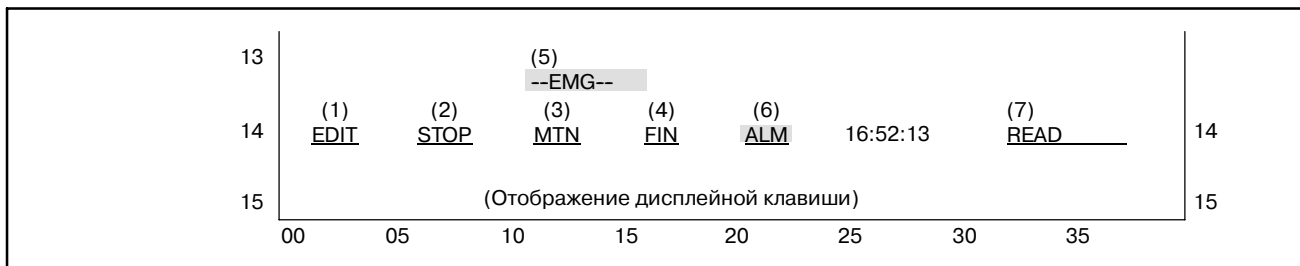 13 (5)
--EMG--
(1) (2) (3) (4) (6) (7)
14 EDIT STOP MTN FIN ALM 16:52:13 READ 14
15 (Отображение дисплейной клавиши) 15
00 05 10 15 20 25 30 35